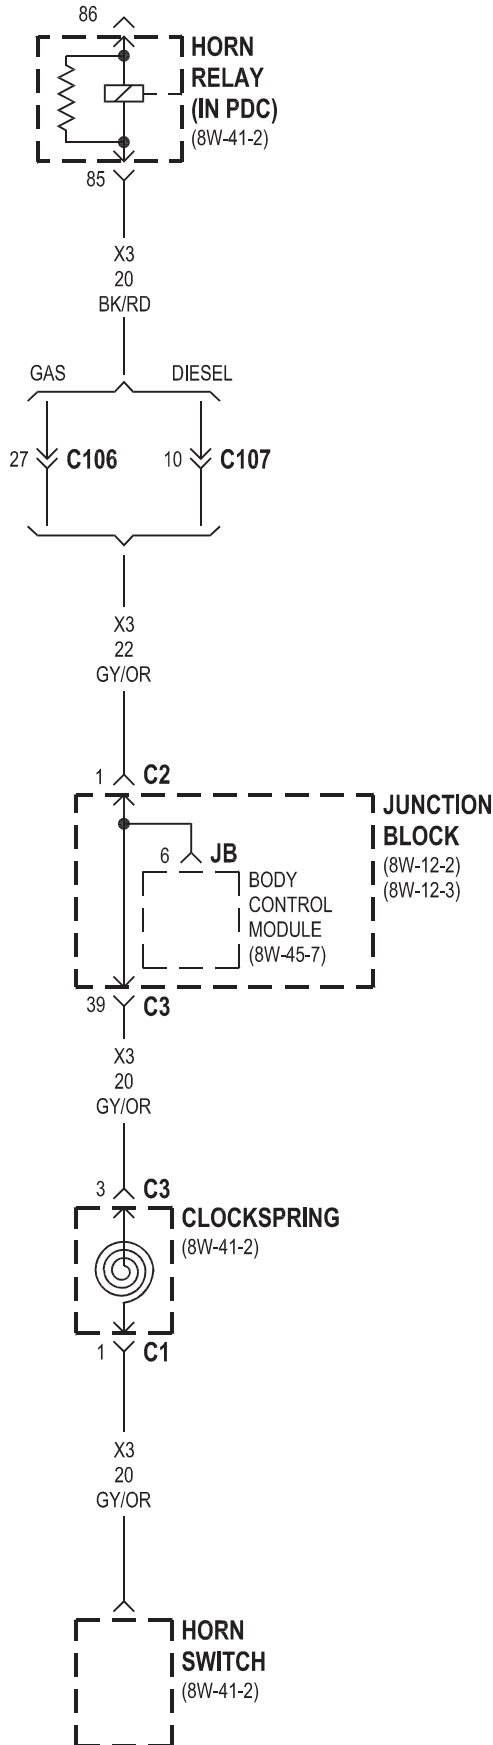 86
HORN
RELAY
(IN PDC)
(8W-41-2)
85
X3
20
BK/RD
GAS DIESEL
27 C106 10 C107
X3
22
GY/OR
1 C2
JUNCTION
BLOCK
(8W-12-2)
(8W-12-3)
6 JB
BODY
CONTROL
MODULE
(8W-45-7)
39 C3
X3
20
GY/OR
3 C3
CLOCKSPRING
(8W-41-2)
1 C1
X3
20
GY/OR
HORN
SWITCH
(8W-41-2)